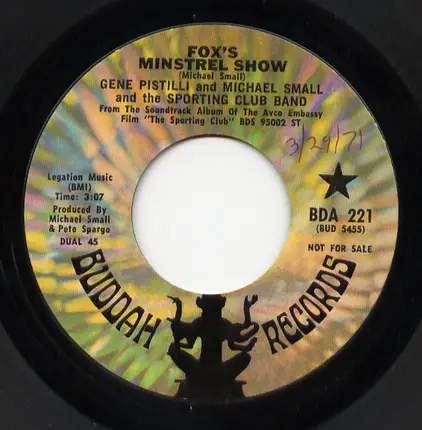 FOX'S
MINSTREL SHOW
(Michael Small)
GENE PISTILLI and MICHAEL SMALL
and the SPORTING CLUB BAND
From The Soundtrack Album Of The Avco Embassy
Film "The Sporting Club" BDS 95002 ST
3/29/71
Legation Music
(BMI)
Time: 3:07
Produced By
Michael Small
& Pete Spargo
DUAL 45
BDA 221
(BUD 5455)
NOT FOR SALE
BUDDAH RECORDS